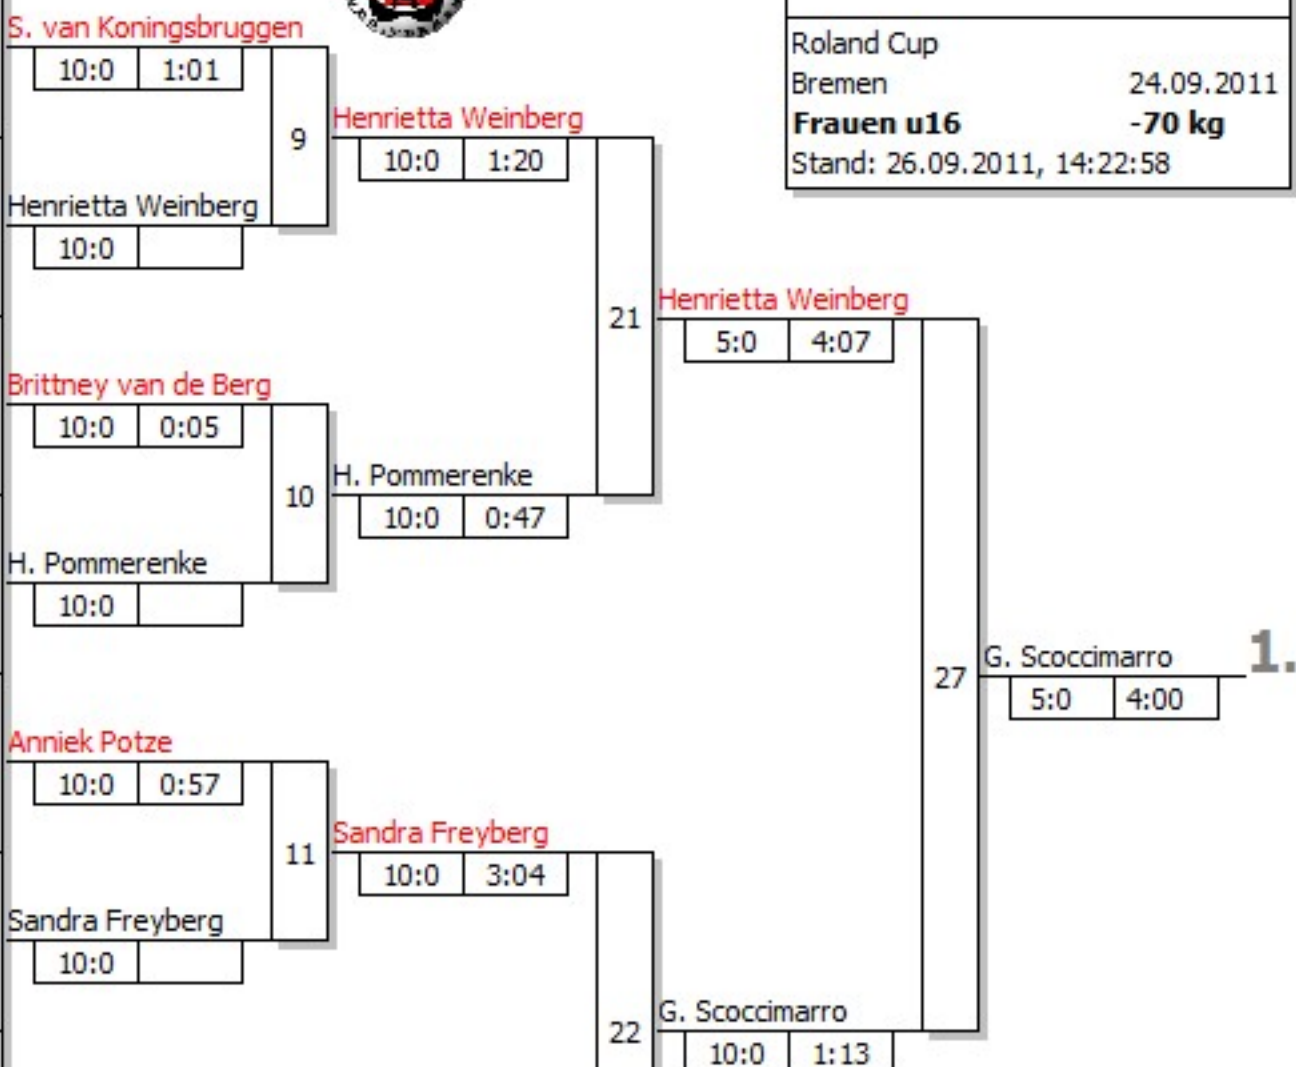 S. van Koningsbruggen
10:0 1:01
9
Henrietta Weinberg
10:0
Henrietta Weinberg
10:0 1:20
Roland Cup
Bremen 24.09.2011
Frauen u16 -70 kg
Stand: 26.09.2011, 14:22:58
21
Henrietta Weinberg
5:0 4:07
Brittney van de Berg
10:0 0:05
10
H. Pommerenke
10:0
H. Pommerenke
10:0 0:47
27
G. Scoccimarro
5:0 4:00
1.
Anniek Potze
10:0 0:57
11
Sandra Freyberg
10:0
Sandra Freyberg
10:0 3:04
22
G. Scoccimarro
10:0 1:13